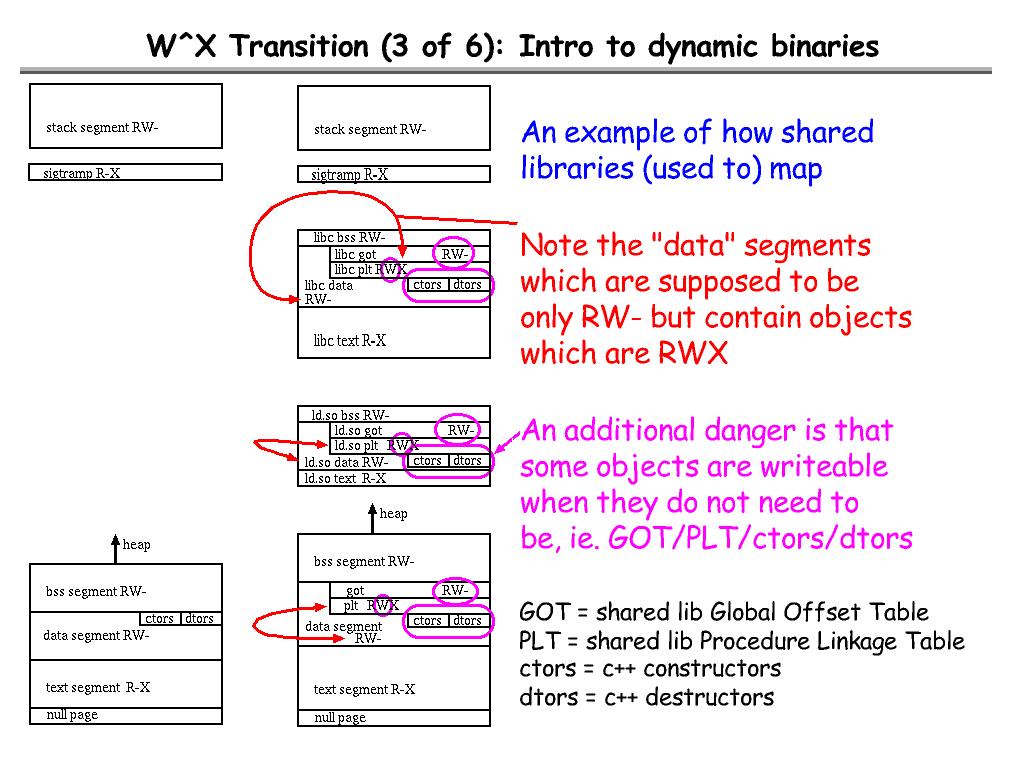 W^X Transition (3 of 6): Intro to dynamic binaries
stack segment RW-
sigtramp R-X
heap
bss segment RW-
ctors dtors
data segment RW-
text segment R-X
null page
stack segment RW-
sigtramp R-X
libc bss RW-
libc got RW-
libc plt RWX
libc data ctors dtors
RW-
libc text R-X
ld.so bss RW-
ld.so got RW-
ld.so plt RWX
ld.so data RW- ctors dtors
ld.so text R-X
heap
bss segment RW-
got RW-
plt RWX
ctors dtors
data segment
RW-
text segment R-X
null page
An example of how shared
libraries (used to) map
Note the "data" segments
which are supposed to be
only RW- but contain objects
which are RWX
An additional danger is that
some objects are writeable
when they do not need to
be, ie. GOT/PLT/ctors/dtors
GOT = shared lib Global Offset Table
PLT = shared lib Procedure Linkage Table
ctors = c++ constructors
dtors = c++ destructors